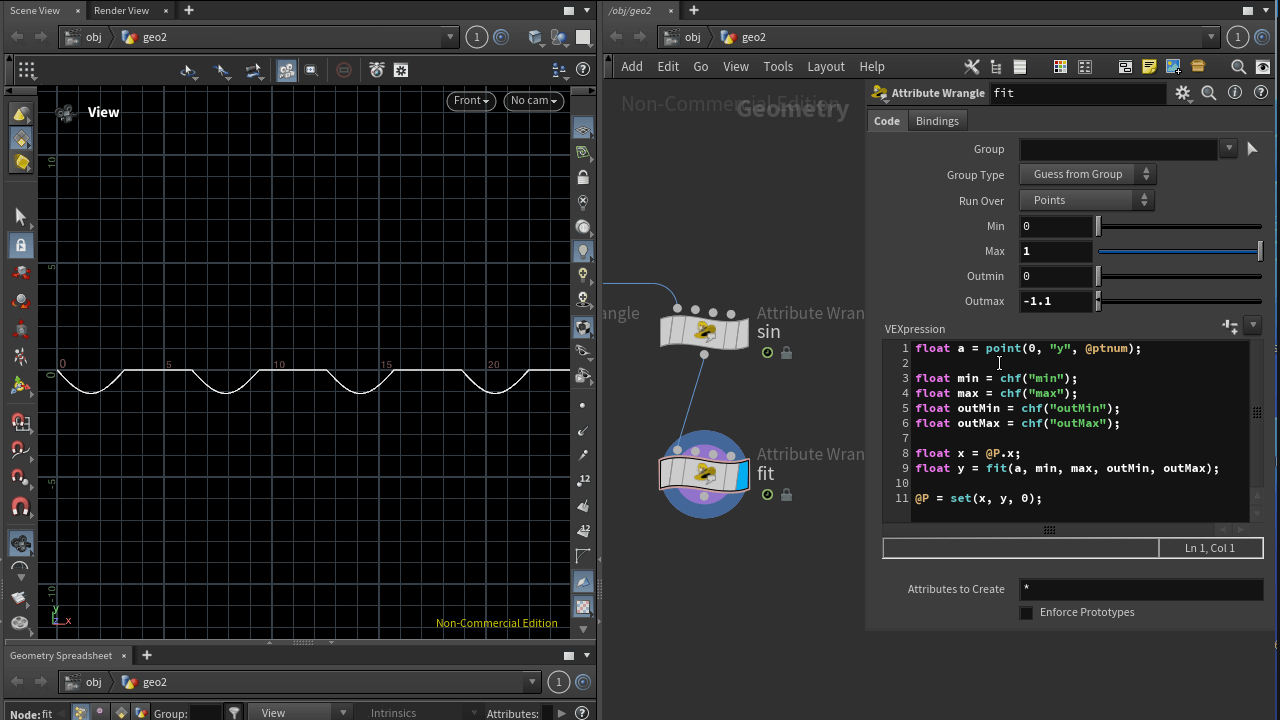 Scene View × Render View × +
obj geo2 1
View
Front No cam
10
5
0
-5
-10
0 5 10 15 20
y
z x
Non-Commercial Edition
Geometry Spreadsheet × +
obj geo2 1
Node: fit Group: View Intrinsics Attributes:
/obj/geo2 × +
obj geo2 1
Add Edit Go View Tools Layout Help
Non-Commercial Edition
Geometry
angle
Attribute Wran
sin
Attribute Wran
fit
Attribute Wrangle fit
Code Bindings
Group
Group Type Guess from Group
Run Over Points
Min 0
Max 1
Outmin 0
Outmax -1.1
VEXpression
1 float a = point(0, "y", @ptnum);
2
3 float min = chf("min");
4 float max = chf("max");
5 float outMin = chf("outMin");
6 float outMax = chf("outMax");
7
8 float x = @P.x;
9 float y = fit(a, min, max, outMin, outMax);
10
11 @P = set(x, y, 0);
Ln 1, Col 1
Attributes to Create *
Enforce Prototypes